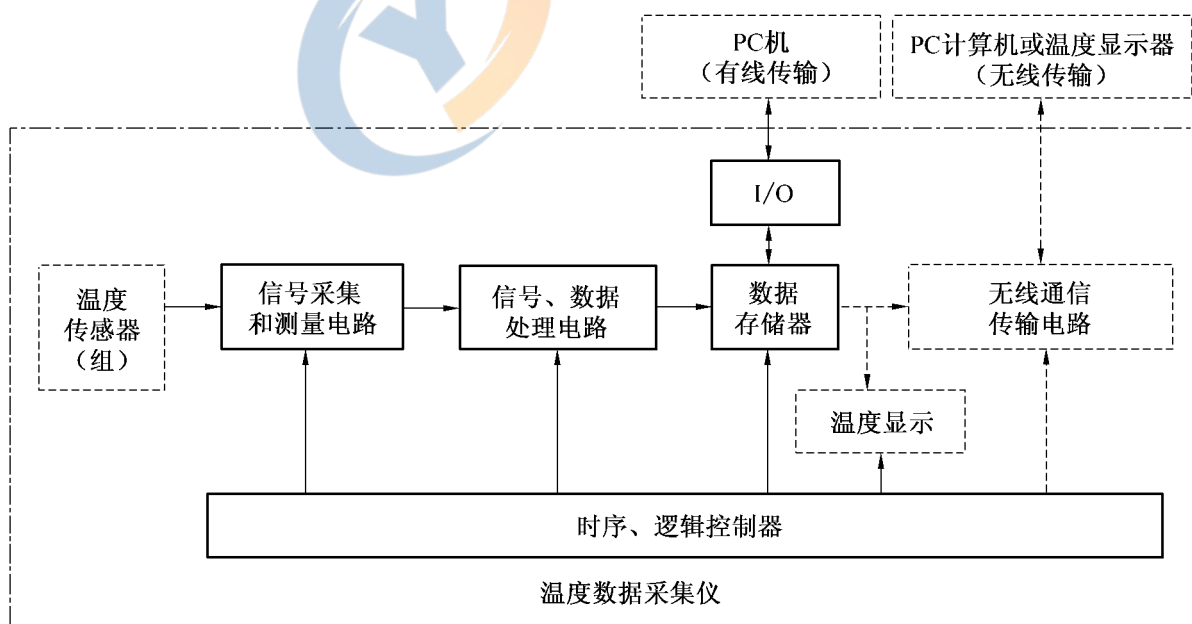 PC机
（有线传输）
PC计算机或温度显示器
（无线传输）
I/O
温度
传感器
（组）
信号采集
和测量电路
信号、数据
处理电路
数据
存储器
无线通信
传输电路
温度显示
时序、逻辑控制器
温度数据采集仪